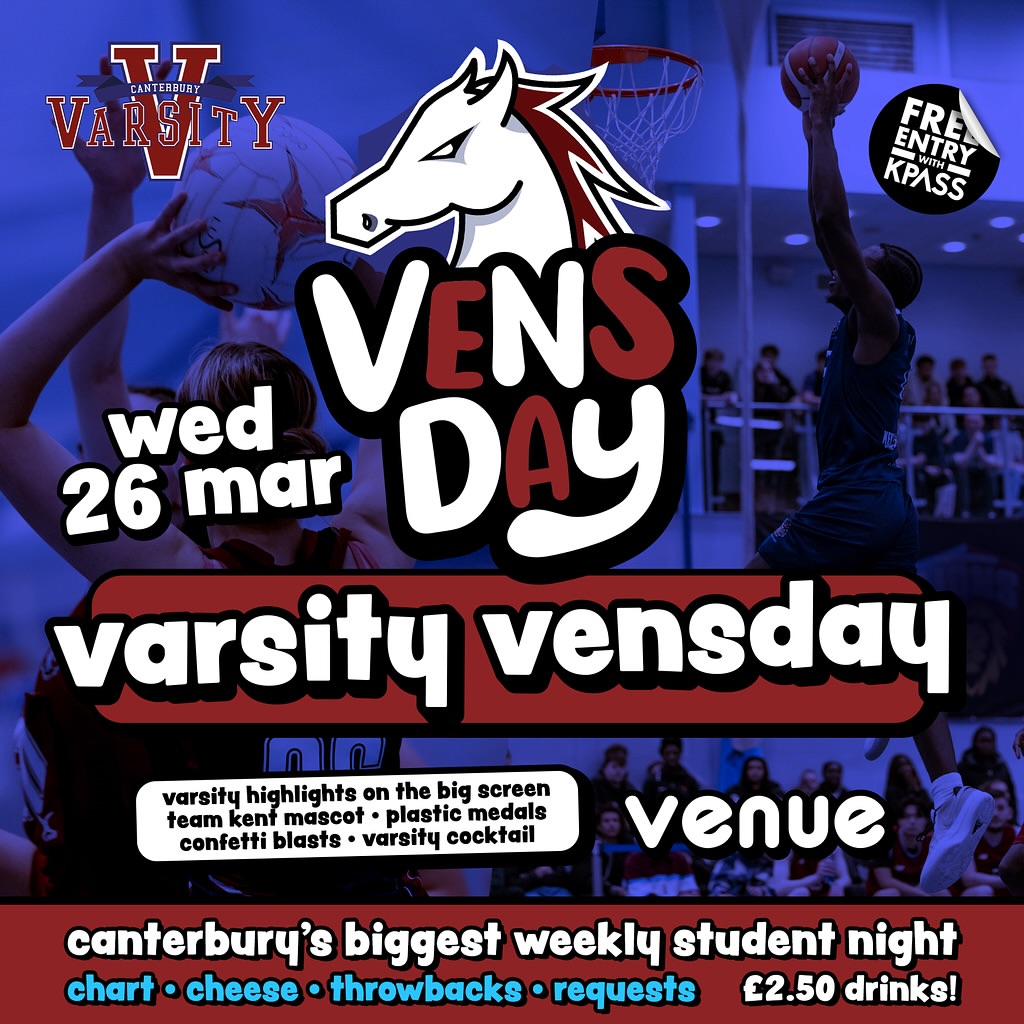 CANTERBURY
V
VARSITY
FREE
ENTRY
WITH
KPASS
VENS
DAY
wed
26 mar
varsity vensday
varsity highlights on the big screen
team kent mascot • plastic medals
confetti blasts • varsity cocktail
venue
canterbury's biggest weekly student night
chart • cheese • throwbacks • requests £2.50 drinks!